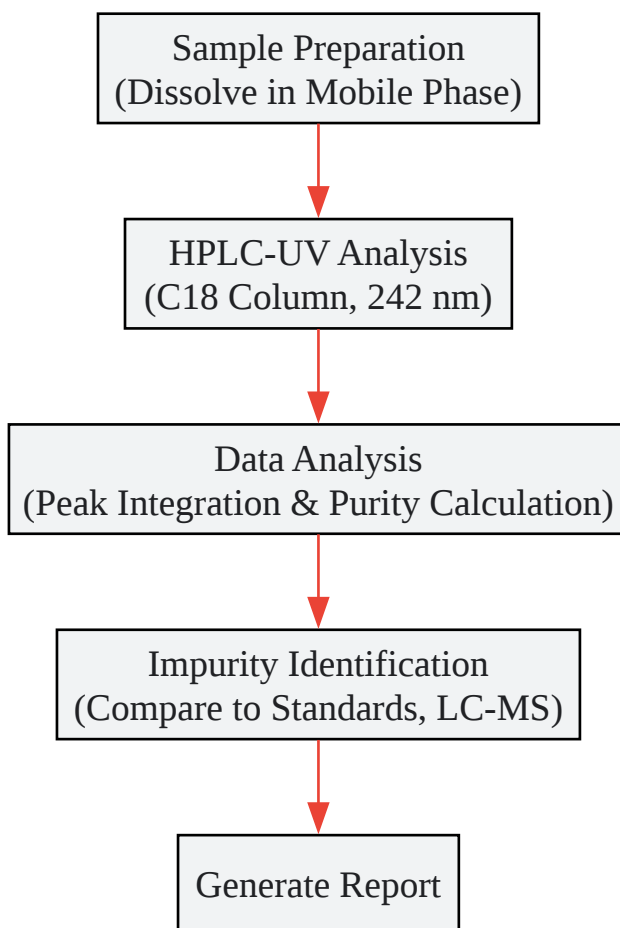 Sample Preparation
(Dissolve in Mobile Phase)
HPLC-UV Analysis
(C18 Column, 242 nm)
Data Analysis
(Peak Integration & Purity Calculation)
Impurity Identification
(Compare to Standards, LC-MS)
Generate Report